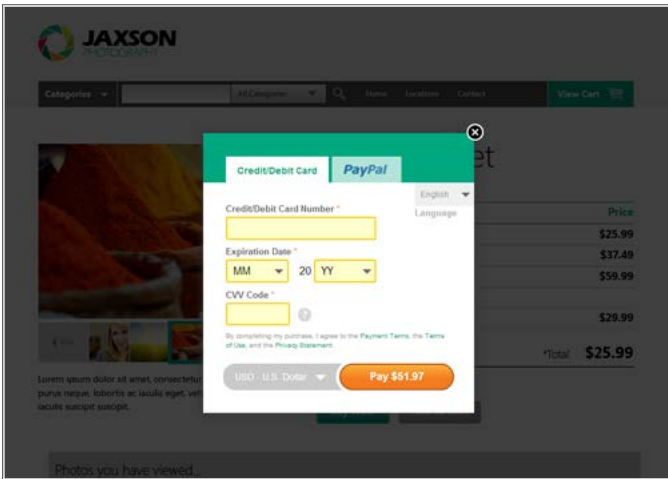 JAXSON
PHOTOGRAPHY
Categories
All Categories
Home
Locations
Contact
View Cart
et
Credit/Debit Card
PayPal
English
Language
Credit/Debit Card Number *
Expiration Date *
MM
20
YY
CVV Code *
?
By completing my purchase, I agree to the Payment Terms, the Terms
of Use, and the Privacy Statement.
USD - U.S. Dollar
Pay $51.97
Price
$25.99
$37.49
$59.99
$29.99
*Total: $25.99
Lorem ipsum dolor sit amet, consectetur
purus neque, lobortis ac iaculis eget, vel
iaculis suscipit suscipit.
Photos you have viewed...